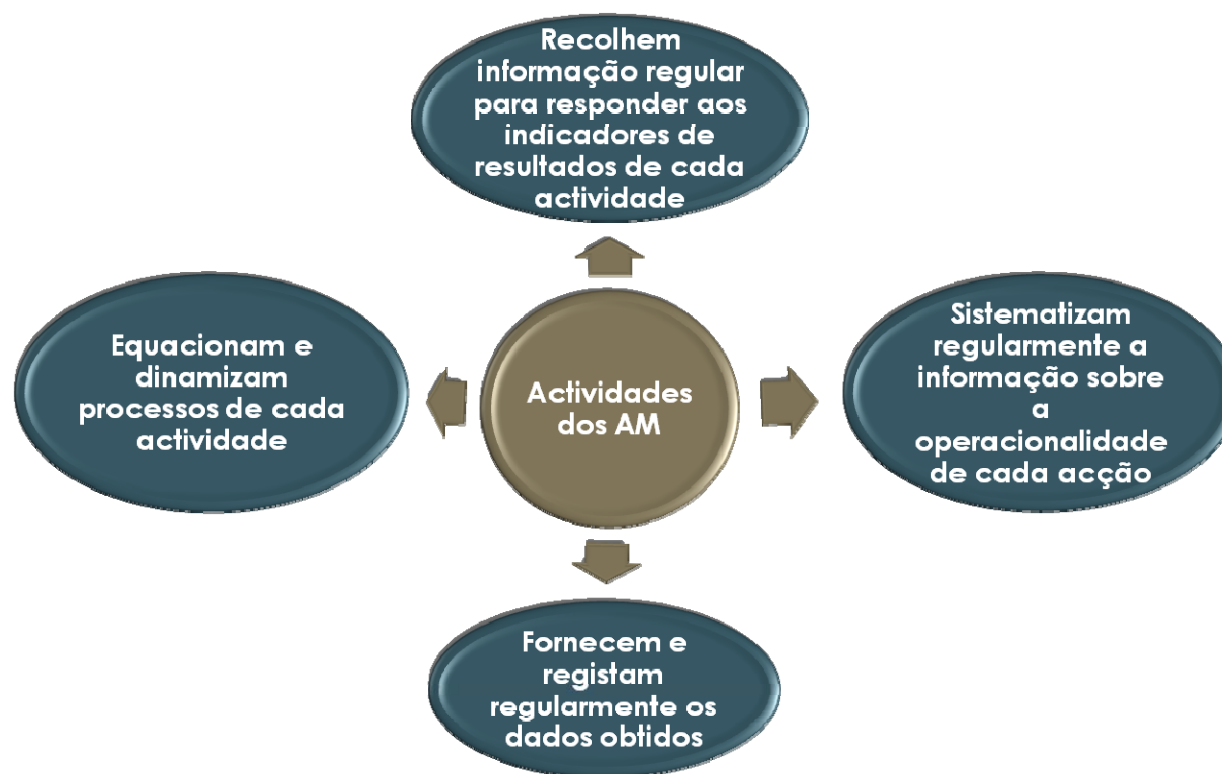 Recolhem
informação regular
para responder aos
indicadores de
resultados de cada
actividade
Equacionam e
dinamizam
processos de cada
actividade
Actividades
dos AM
Sistematizam
regularmente a
informação sobre
a
operacionalidade
de cada acção
Fornecem e
registam
regularmente os
dados obtidos